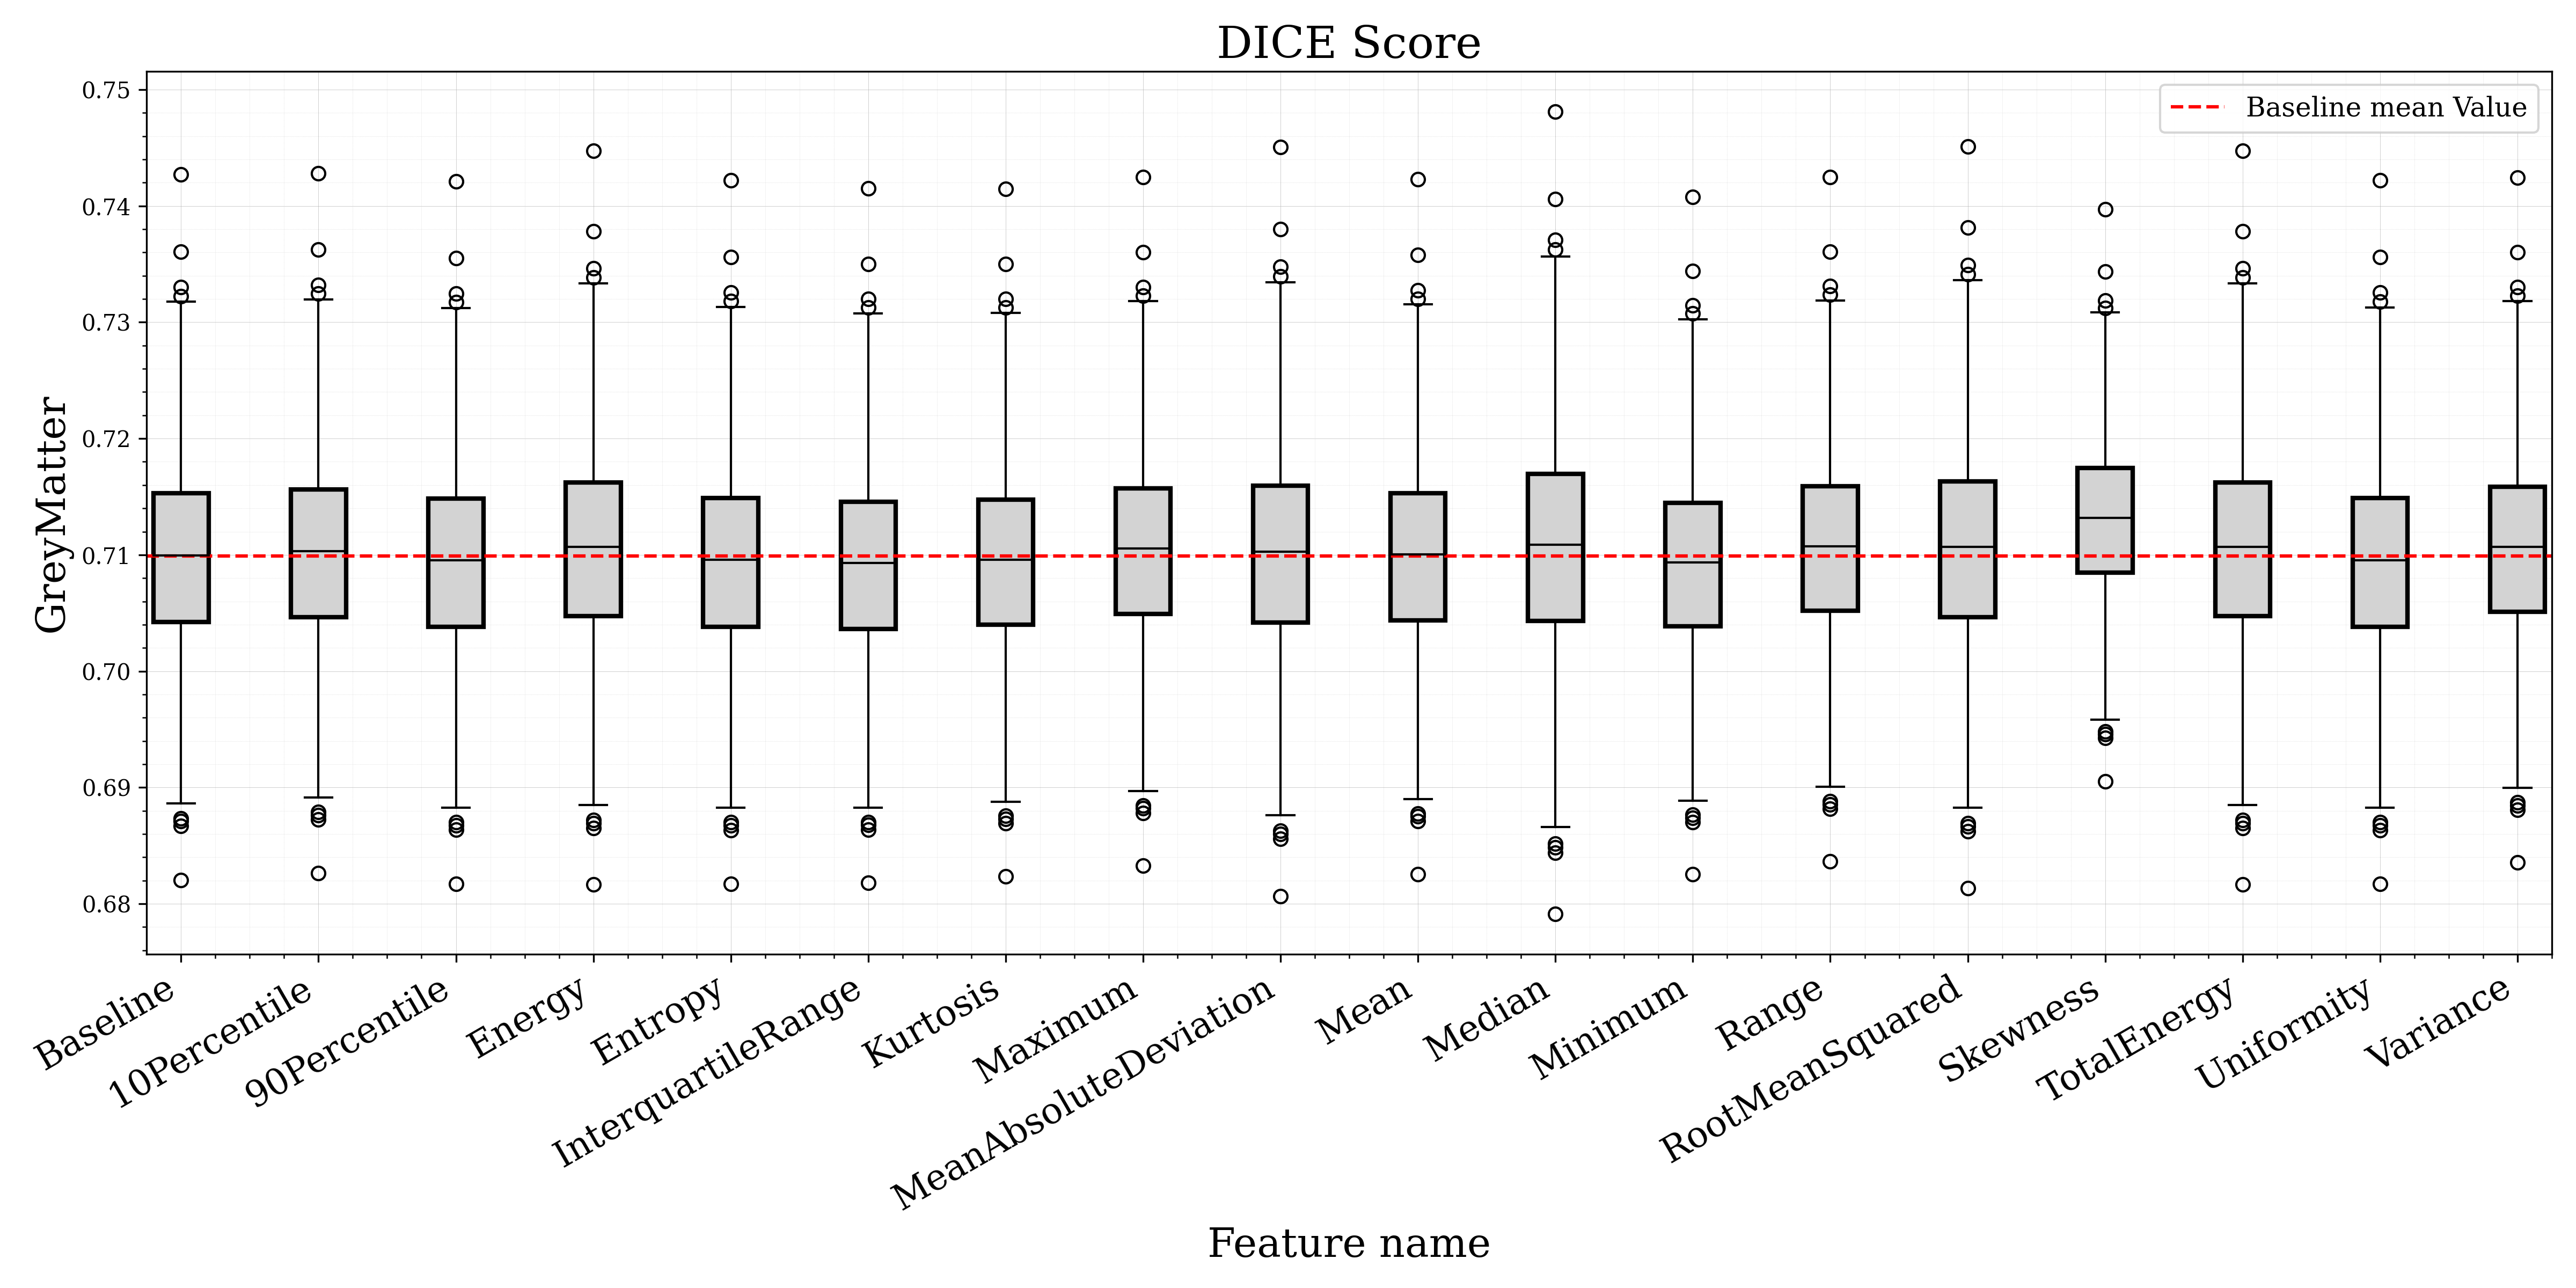 DICE Score
Baseline mean Value
GreyMatter
0.75
0.74
0.73
0.72
0.71
0.70
0.69
0.68
Baseline
10Percentile
90Percentile
Energy
Entropy
InterquartileRange
Kurtosis
Maximum
MeanAbsoluteDeviation
Mean
Median
Minimum
Range
RootMeanSquared
Skewness
TotalEnergy
Uniformity
Variance
Feature name